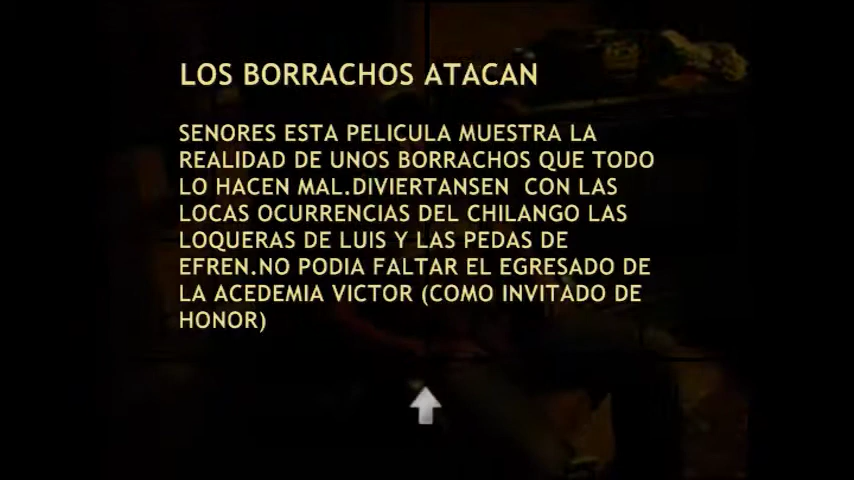 LOS BORRACHOS ATACAN
SENORES ESTA PELICULA MUESTRA LA
REALIDAD DE UNOS BORRACHOS QUE TODO
LO HACEN MAL.DIVIERTANSEN  CON LAS
LOCAS OCURRENCIAS DEL CHILANGO LAS
LOQUERAS DE LUIS Y LAS PEDAS DE
EFREN.NO PODIA FALTAR EL EGRESADO DE
LA ACEDEMIA VICTOR (COMO INVITADO DE
HONOR)